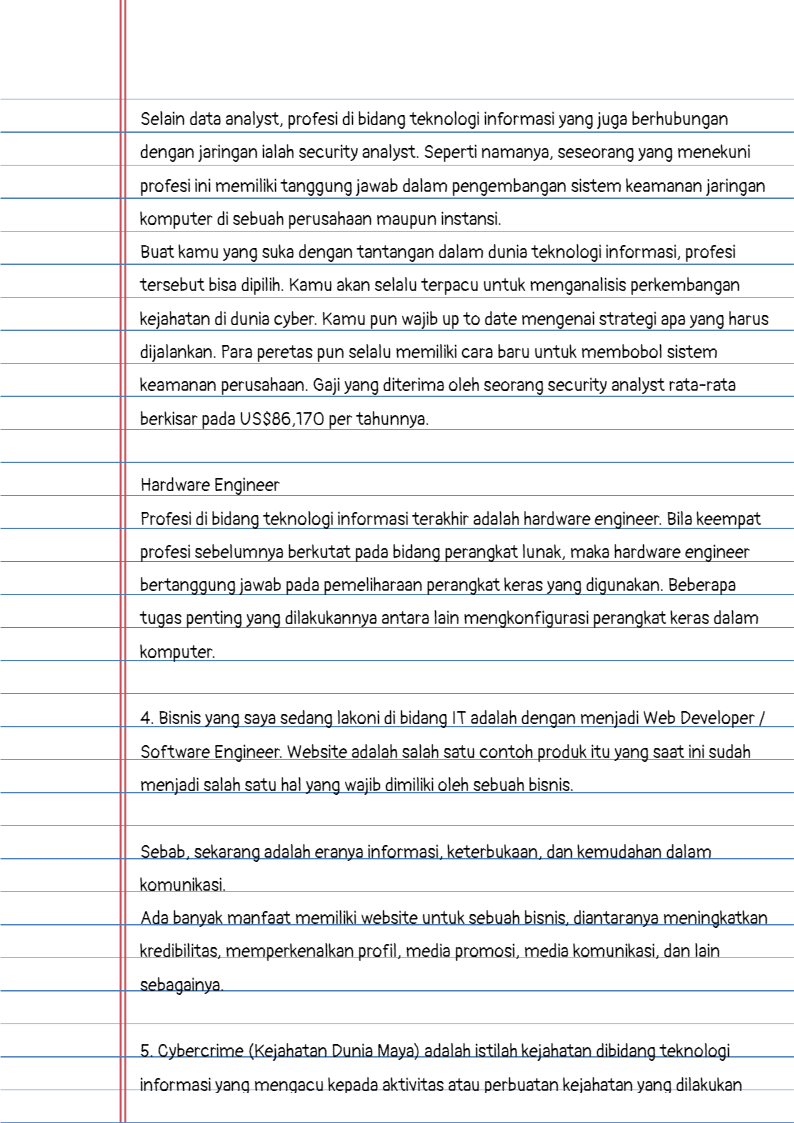 Selain data analyst, profesi di bidang teknologi informasi yang juga berhubungan
dengan jaringan ialah security analyst. Seperti namanya, seseorang yang menekuni
profesi ini memiliki tanggung jawab dalam pengembangan sistem keamanan jaringan
komputer di sebuah perusahaan maupun instansi.
Buat kamu yang suka dengan tantangan dalam dunia teknologi informasi, profesi
tersebut bisa dipilih. Kamu akan selalu terpacu untuk menganalisis perkembangan
kejahatan di dunia cyber. Kamu pun wajib up to date mengenai strategi apa yang harus
dijalankan. Para peretas pun selalu memiliki cara baru untuk membobol sistem
keamanan perusahaan. Gaji yang diterima oleh seorang security analyst rata-rata
berkisar pada US$86,170 per tahunnya.
Hardware Engineer
Profesi di bidang teknologi informasi terakhir adalah hardware engineer. Bila keempat
profesi sebelumnya berkutat pada bidang perangkat lunak, maka hardware engineer
bertanggung jawab pada pemeliharaan perangkat keras yang digunakan. Beberapa
tugas penting yang dilakukannya antara lain mengkonfigurasi perangkat keras dalam
komputer.
4. Bisnis yang saya sedang lakoni di bidang IT adalah dengan menjadi Web Developer /
Software Engineer. Website adalah salah satu contoh produk itu yang saat ini sudah
menjadi salah satu hal yang wajib dimiliki oleh sebuah bisnis.
Sebab, sekarang adalah eranya informasi, keterbukaan, dan kemudahan dalam
komunikasi.
Ada banyak manfaat memiliki website untuk sebuah bisnis, diantaranya meningkatkan
kredibilitas, memperkenalkan profil, media promosi, media komunikasi, dan lain
sebagainya.
5. Cybercrime (Kejahatan Dunia Maya) adalah istilah kejahatan dibidang teknologi
informasi yang mengacu kepada aktivitas atau perbuatan kejahatan yang dilakukan